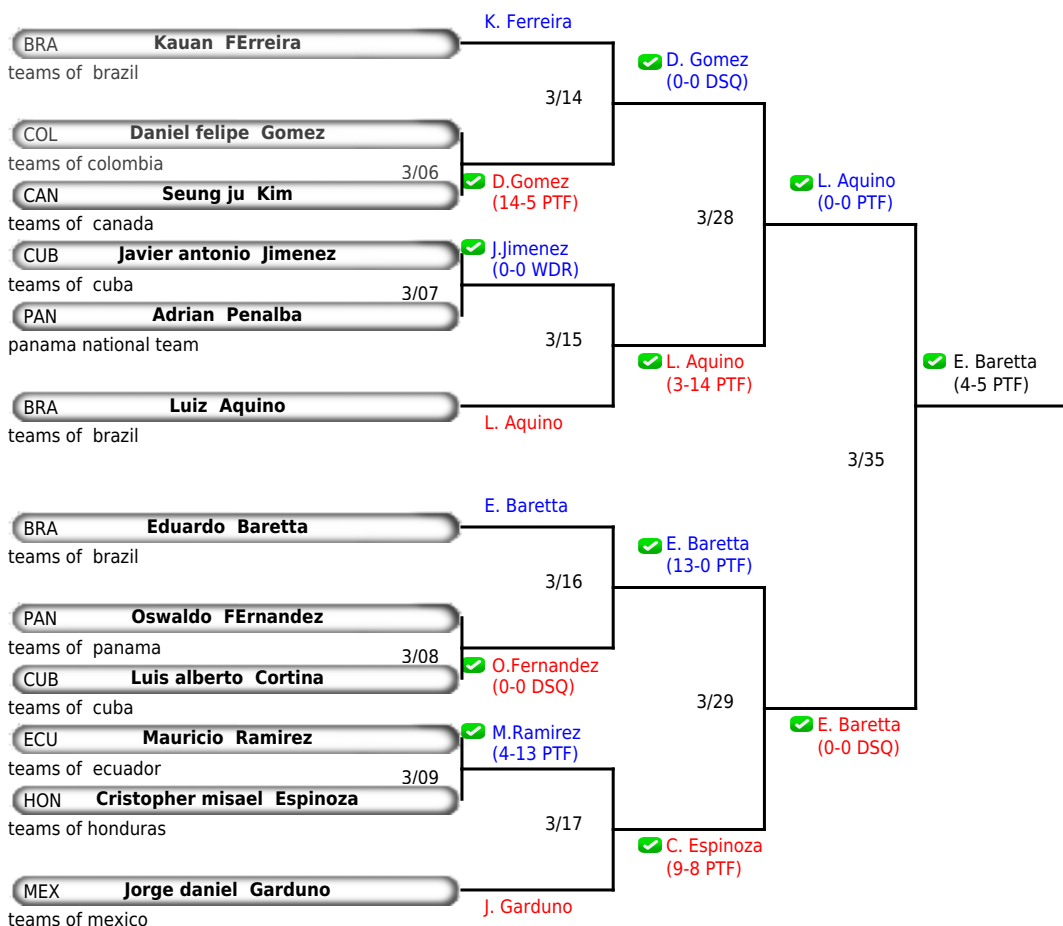 K. Ferreira
BRA Kauan FErreira
teams of brazil
D. Gomez
(0-0 DSQ)
3/14
COL Daniel felipe Gomez
teams of colombia
3/06
D.Gomez
(14-5 PTF)
CAN Seung ju Kim
teams of canada
L. Aquino
(0-0 PTF)
3/28
CUB Javier antonio Jimenez
teams of cuba
J.Jimenez
(0-0 WDR)
3/07
PAN Adrian Penalba
panama national team
3/15
L. Aquino
(3-14 PTF)
E. Baretta
(4-5 PTF)
BRA Luiz Aquino
teams of brazil
L. Aquino
3/35
E. Baretta
BRA Eduardo Baretta
teams of brazil
E. Baretta
(13-0 PTF)
3/16
PAN Oswaldo FErnandez
teams of panama
3/08
O.Fernandez
(0-0 DSQ)
CUB Luis alberto Cortina
teams of cuba
3/29
E. Baretta
(0-0 DSQ)
ECU Mauricio Ramirez
teams of ecuador
M.Ramirez
(4-13 PTF)
3/09
HON Cristopher misael Espinoza
teams of honduras
3/17
C. Espinoza
(9-8 PTF)
MEX Jorge daniel Garduno
teams of mexico
J. Garduno